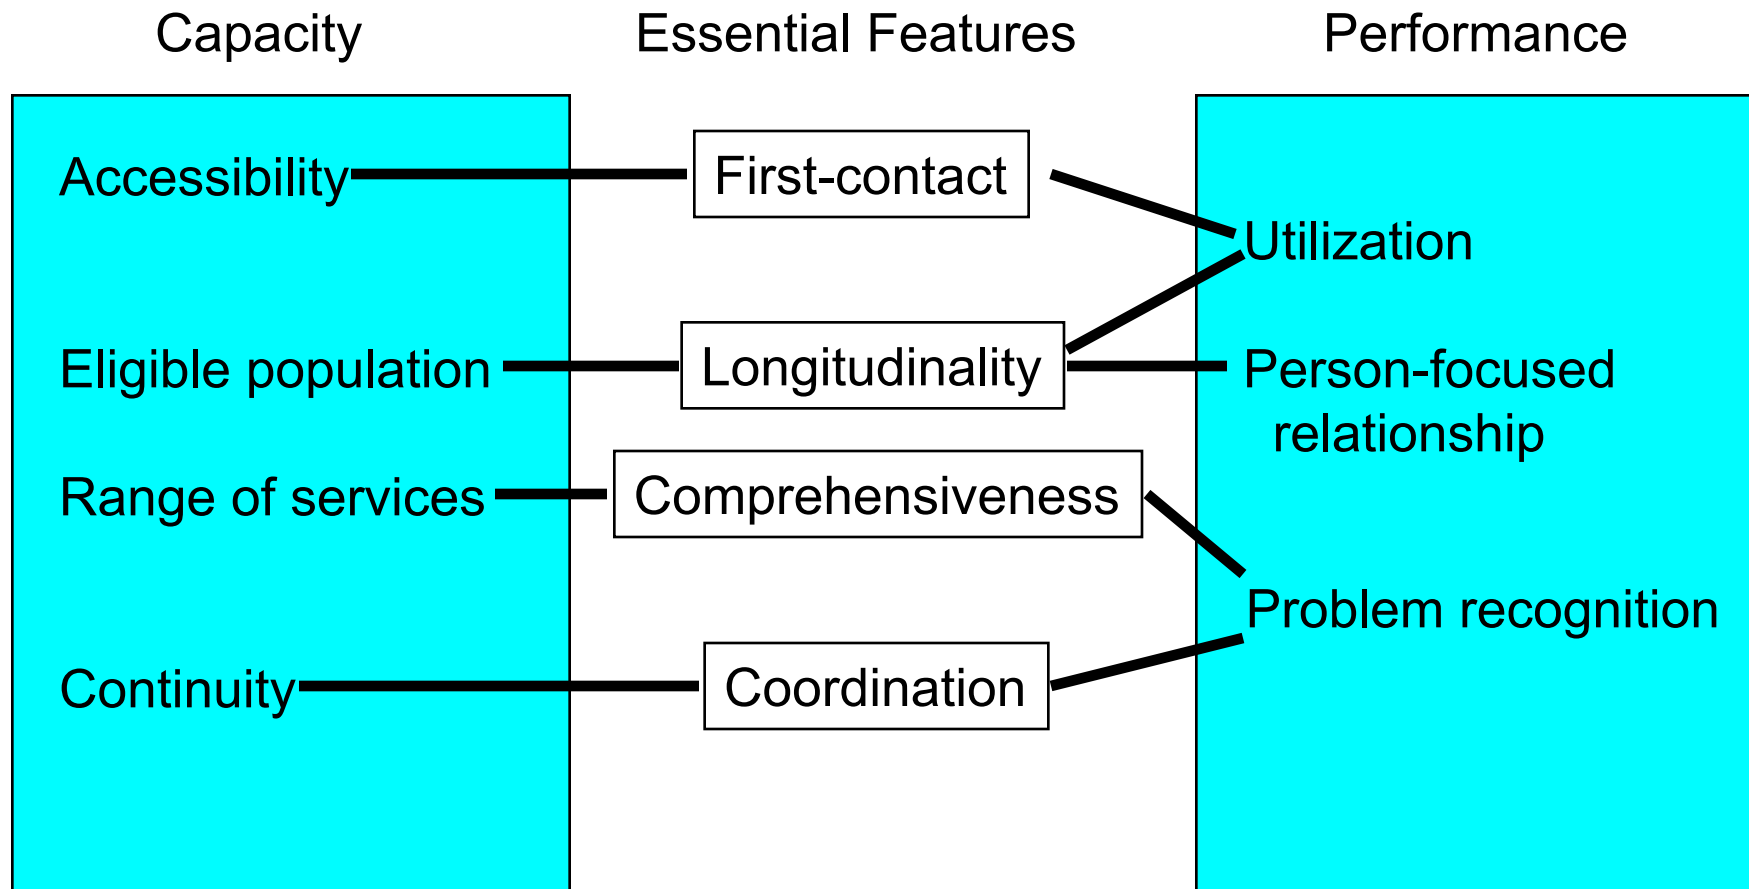 Capacity
Essential Features
Performance
Accessibility
First-contact
Utilization
Eligible population
Longitudinality
Person-focused
relationship
Range of services
Comprehensiveness
Problem recognition
Continuity
Coordination